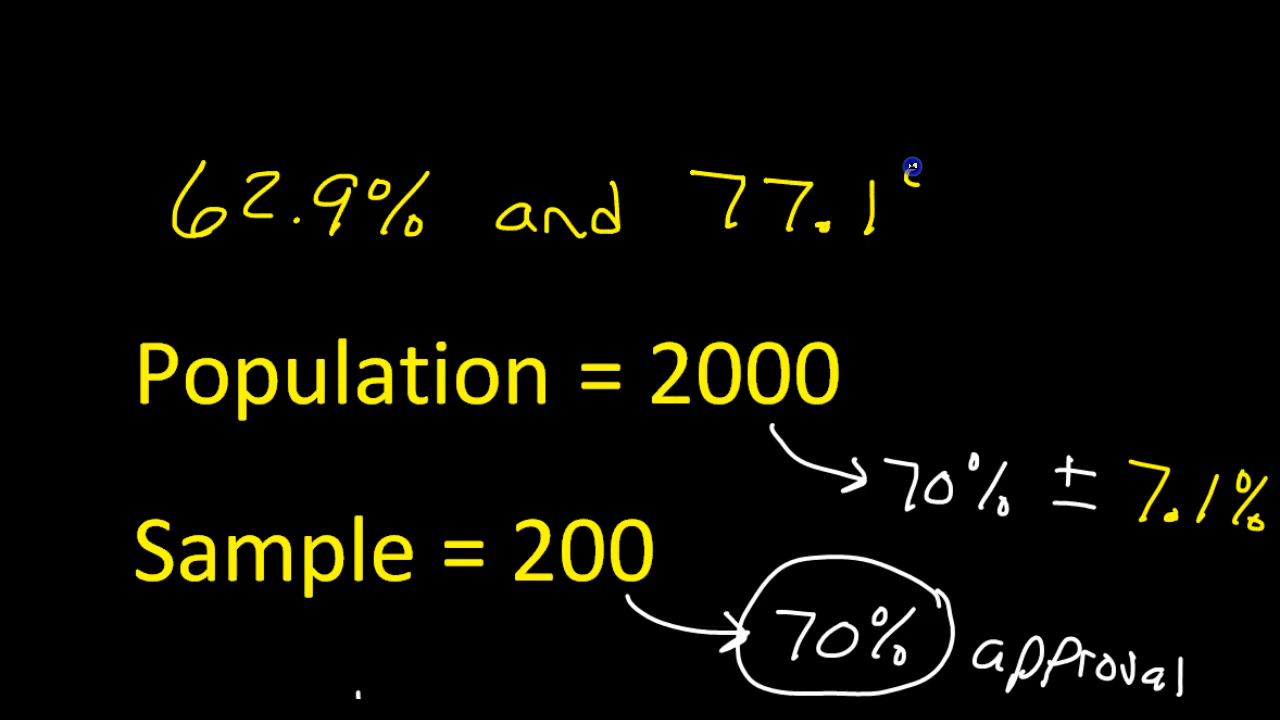 62.9% and 77.1
Population = 2000
70% ± 7.1%
Sample = 200
70% approval